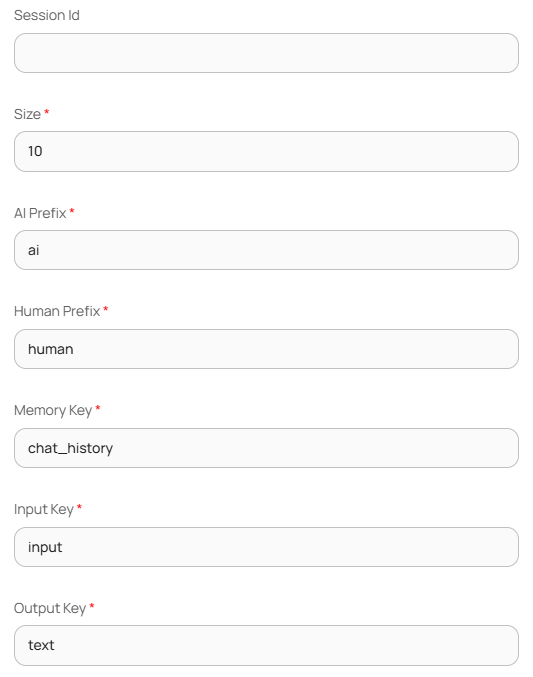 Session Id
Size *
10
AI Prefix *
ai
Human Prefix *
human
Memory Key *
chat_history
Input Key *
input
Output Key *
text